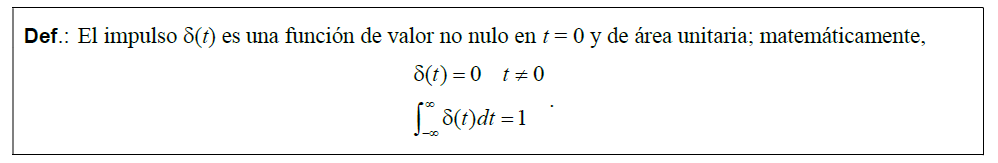 Def.: El impulso δ(t) es una función de valor no nulo en t = 0 y de área unitaria; matemáticamente,
δ(t) = 0   t ≠ 0
∫_{-∞}^{∞} δ(t)dt = 1 .